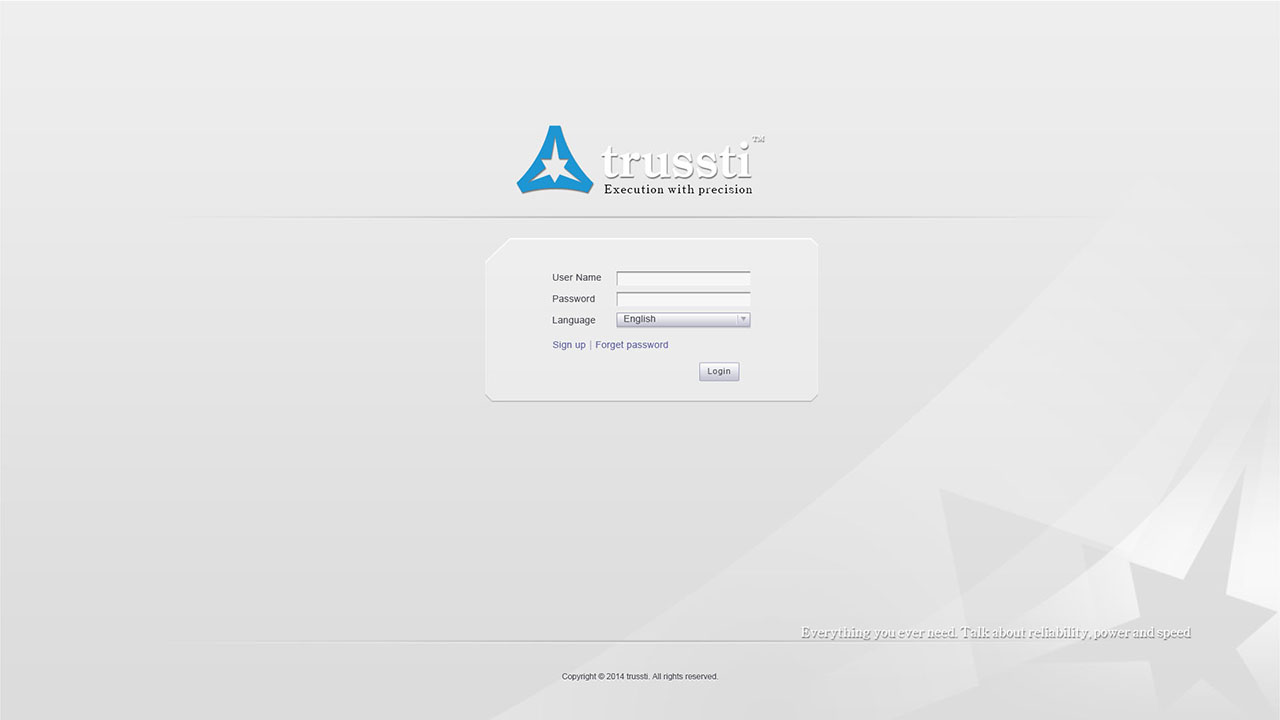 trussti™
Execution with precision
User Name
Password
Language English
Sign up | Forget password
Login
Everything you ever need. Talk about reliability, power and speed
Copyright © 2014 trussti. All rights reserved.